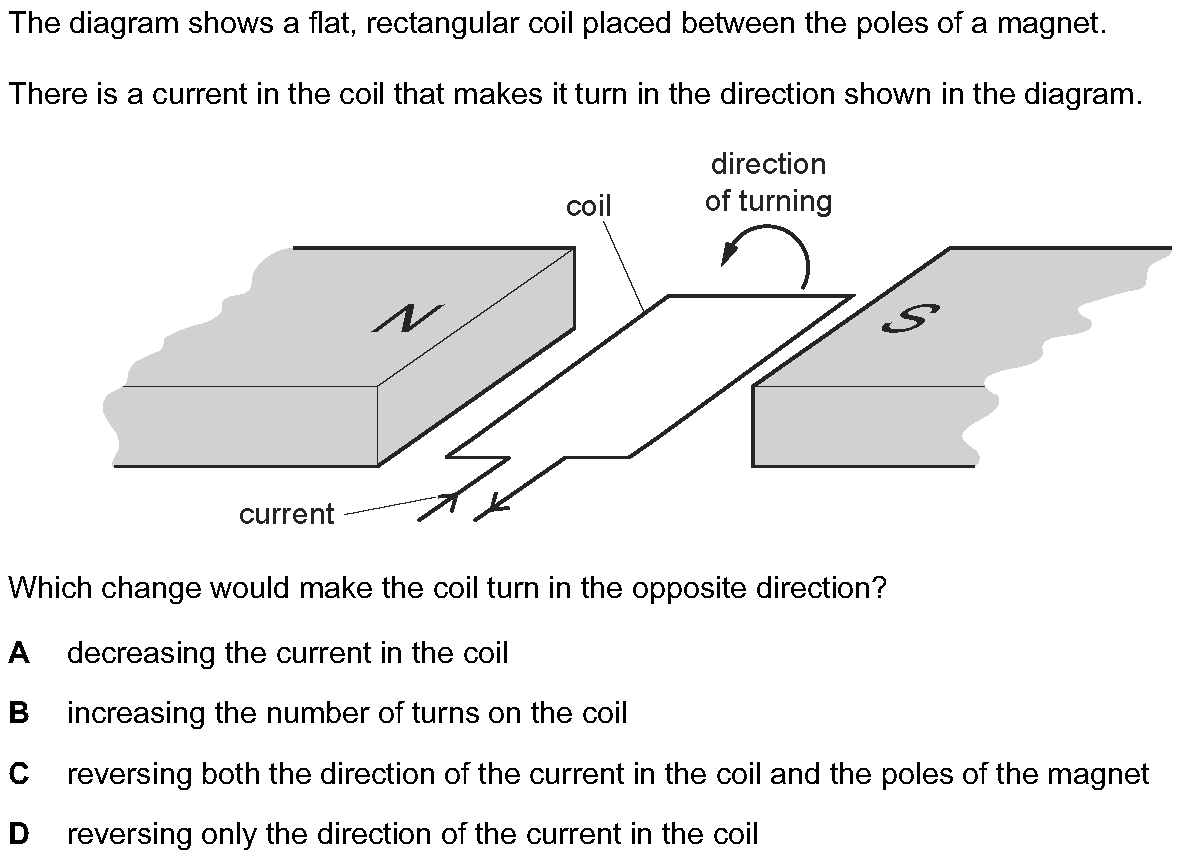 The diagram shows a flat, rectangular coil placed between the poles of a magnet.
There is a current in the coil that makes it turn in the direction shown in the diagram.
direction
of turning
coil
N
S
current
Which change would make the coil turn in the opposite direction?
A decreasing the current in the coil
B increasing the number of turns on the coil
C reversing both the direction of the current in the coil and the poles of the magnet
D reversing only the direction of the current in the coil